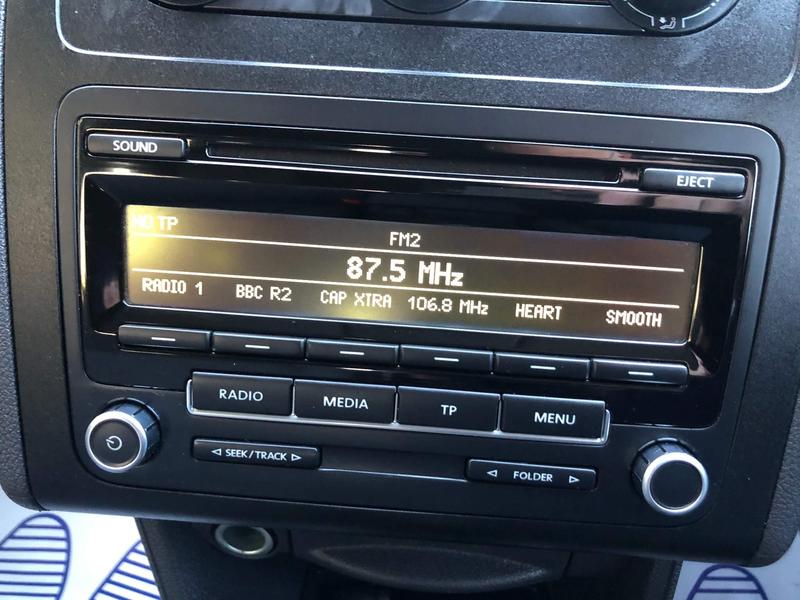 SOUND
EJECT
NO TP
FM2
87.5 MHz
RADIO 1 BBC R2 CAP XTRA 106.8 MHz HEART SMOOTH
RADIO MEDIA TP MENU
SEEK/TRACK
FOLDER